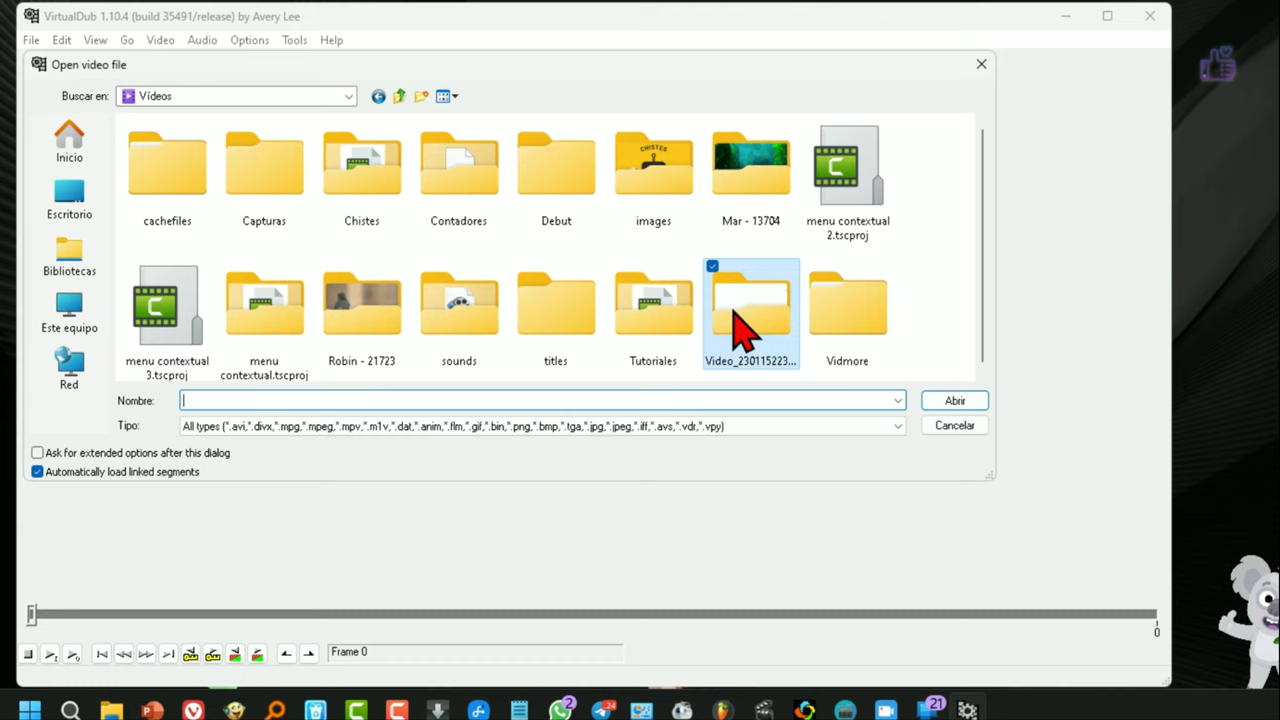 VirtualDub 1.10.4 (build 35491/release) by Avery Lee
File Edit View Go Video Audio Options Tools Help
Open video file
Buscar en: Vídeos
Inicio
Escritorio
Bibliotecas
Este equipo
Red
CHISTES
cachefiles Capturas Chistes Contadores Debut images Mar - 13704 menu contextual
2.tscproj
menu contextual
3.tscproj
menu
contextual.tscproj
Robin - 21723 sounds titles Tutoriales Video_230115223... Vidmore
Nombre: Abrir
Tipo: All types (*.avi,*.divx,*.mpg,*.mpeg,*.mpv,*.m1v,*.dat,*.anim,*.flm,*.gif,*.bin,*.png,*.bmp,*.tga,*.jpg,*.jpeg,*.iff,*.avs,*.vdr,*.vpy) Cancelar
Ask for extended options after this dialog
Automatically load linked segments
0
Frame 0
2 24 21